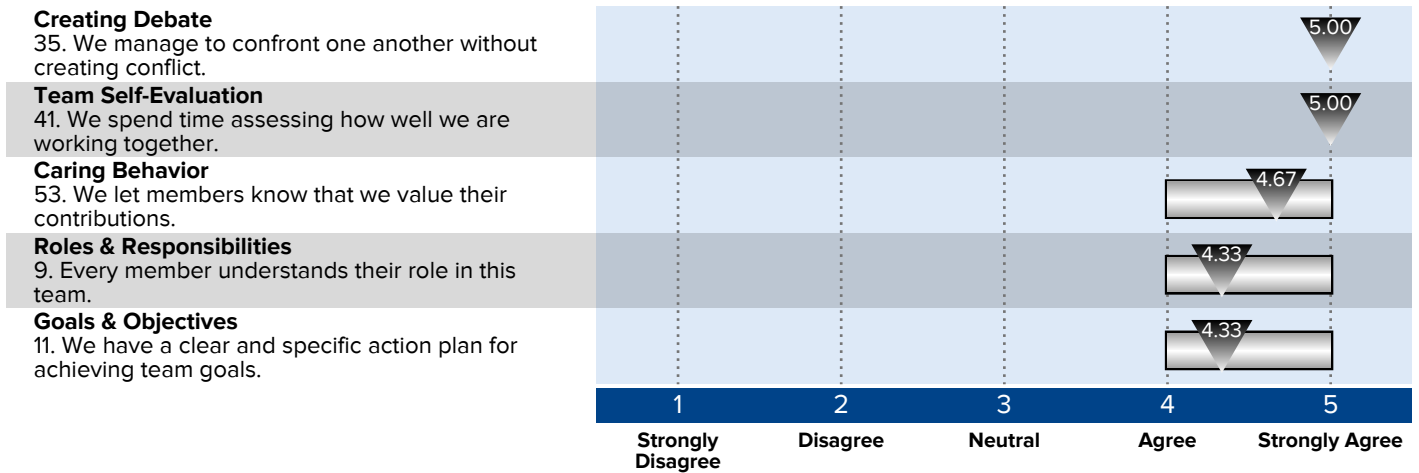 Creating Debate
35. We manage to confront one another without
creating conflict.
5.00
Team Self-Evaluation
41. We spend time assessing how well we are
working together.
5.00
Caring Behavior
53. We let members know that we value their
contributions.
4.67
Roles & Responsibilities
9. Every member understands their role in this
team.
4.33
Goals & Objectives
11. We have a clear and specific action plan for
achieving team goals.
4.33
1 2 3 4 5
Strongly Disagree Neutral Agree Strongly Agree
Disagree